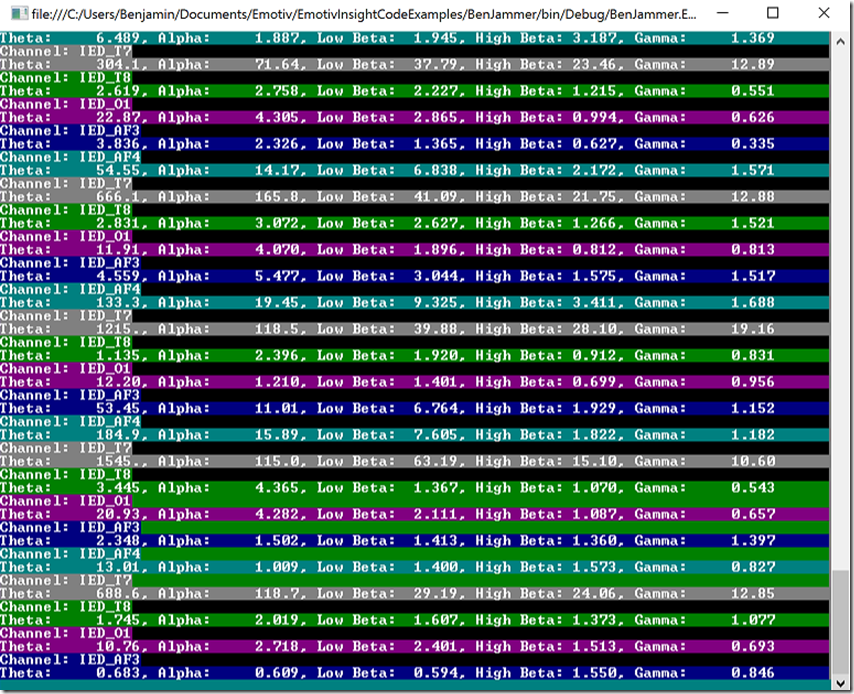 file:///C:/Users/Benjamin/Documents/Emotiv/EmotivInsightCodeExamples/BenJammer/bin/Debug/BenJammer.E...
Theta: 6.489, Alpha: 1.887, Low Beta: 1.945, High Beta: 3.187, Gamma: 1.369
Channel: IED_T7
Theta: 304.1, Alpha: 71.64, Low Beta: 37.79, High Beta: 23.46, Gamma: 12.89
Channel: IED_T8
Theta: 2.619, Alpha: 2.758, Low Beta: 2.227, High Beta: 1.215, Gamma: 0.551
Channel: IED_O1
Theta: 22.87, Alpha: 4.305, Low Beta: 2.865, High Beta: 0.994, Gamma: 0.626
Channel: IED_AF3
Theta: 3.836, Alpha: 2.326, Low Beta: 1.365, High Beta: 0.627, Gamma: 0.335
Channel: IED_AF4
Theta: 54.55, Alpha: 14.17, Low Beta: 6.838, High Beta: 2.172, Gamma: 1.571
Channel: IED_T7
Theta: 666.1, Alpha: 165.8, Low Beta: 41.09, High Beta: 21.75, Gamma: 12.88
Channel: IED_T8
Theta: 2.831, Alpha: 3.072, Low Beta: 2.627, High Beta: 1.266, Gamma: 1.521
Channel: IED_O1
Theta: 11.91, Alpha: 4.070, Low Beta: 1.896, High Beta: 0.812, Gamma: 0.813
Channel: IED_AF3
Theta: 4.559, Alpha: 5.477, Low Beta: 3.044, High Beta: 1.575, Gamma: 1.517
Channel: IED_AF4
Theta: 133.3, Alpha: 19.45, Low Beta: 9.325, High Beta: 3.411, Gamma: 1.688
Channel: IED_T7
Theta: 1215., Alpha: 118.5, Low Beta: 39.88, High Beta: 28.10, Gamma: 19.16
Channel: IED_T8
Theta: 1.135, Alpha: 2.396, Low Beta: 1.920, High Beta: 0.912, Gamma: 0.831
Channel: IED_O1
Theta: 12.20, Alpha: 1.210, Low Beta: 1.401, High Beta: 0.699, Gamma: 0.956
Channel: IED_AF3
Theta: 53.45, Alpha: 11.01, Low Beta: 6.764, High Beta: 1.929, Gamma: 1.152
Channel: IED_AF4
Theta: 184.9, Alpha: 15.89, Low Beta: 7.605, High Beta: 1.822, Gamma: 1.182
Channel: IED_T7
Theta: 1545., Alpha: 115.0, Low Beta: 63.19, High Beta: 15.10, Gamma: 10.60
Channel: IED_T8
Theta: 3.445, Alpha: 4.365, Low Beta: 1.367, High Beta: 1.070, Gamma: 0.543
Channel: IED_O1
Theta: 20.93, Alpha: 4.282, Low Beta: 2.111, High Beta: 1.087, Gamma: 0.657
Channel: IED_AF3
Theta: 2.348, Alpha: 1.502, Low Beta: 1.413, High Beta: 1.360, Gamma: 1.397
Channel: IED_AF4
Theta: 13.01, Alpha: 1.009, Low Beta: 1.400, High Beta: 1.573, Gamma: 0.827
Channel: IED_T7
Theta: 688.6, Alpha: 118.7, Low Beta: 29.19, High Beta: 24.06, Gamma: 12.85
Channel: IED_T8
Theta: 1.745, Alpha: 2.019, Low Beta: 1.607, High Beta: 1.373, Gamma: 1.077
Channel: IED_O1
Theta: 10.76, Alpha: 2.718, Low Beta: 2.401, High Beta: 1.513, Gamma: 0.693
Channel: IED_AF3
Theta: 0.683, Alpha: 0.609, Low Beta: 0.594, High Beta: 1.550, Gamma: 0.846